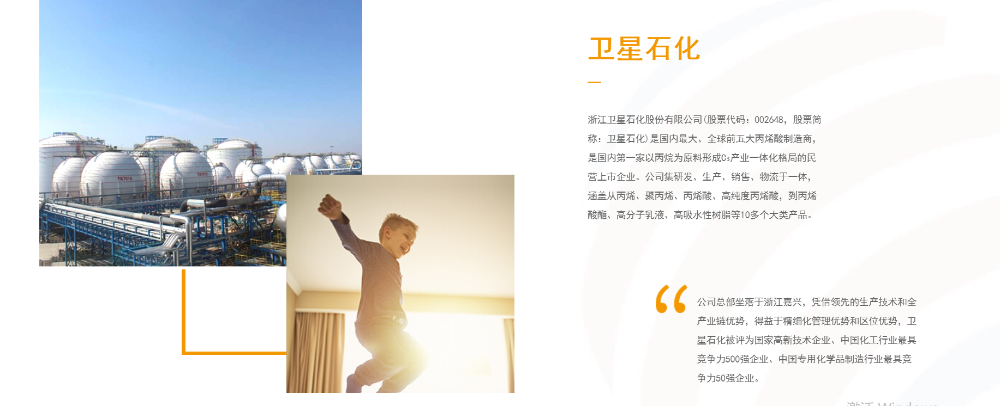 卫星石化
浙江卫星石化股份有限公司(股票代码：002648，股票简
称：卫星石化)是国内最大、全球前五大丙烯酸制造商，
是国内第一家以丙烷为原料形成C₃产业一体化格局的民
营上市企业。公司集研发、生产、销售、物流于一体，
涵盖从丙烯、聚丙烯、丙烯酸、高纯度丙烯酸，到丙烯
酸酯、高分子乳液、高吸水性树脂等10多个大类产品。
TK701A
“
公司总部坐落于浙江嘉兴，凭借领先的生产技术和全
产业链优势，得益于精细化管理优势和区位优势，卫
星石化被评为国家高新技术企业、中国化工行业最具
竞争力500强企业、中国专用化学品制造行业最具竞
争力50强企业。
激活 Windows